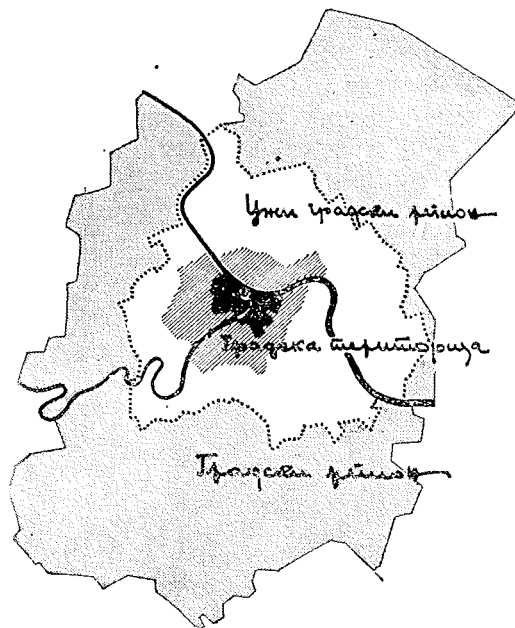 Ужи градски рејон
Градска територија
Градски рејон